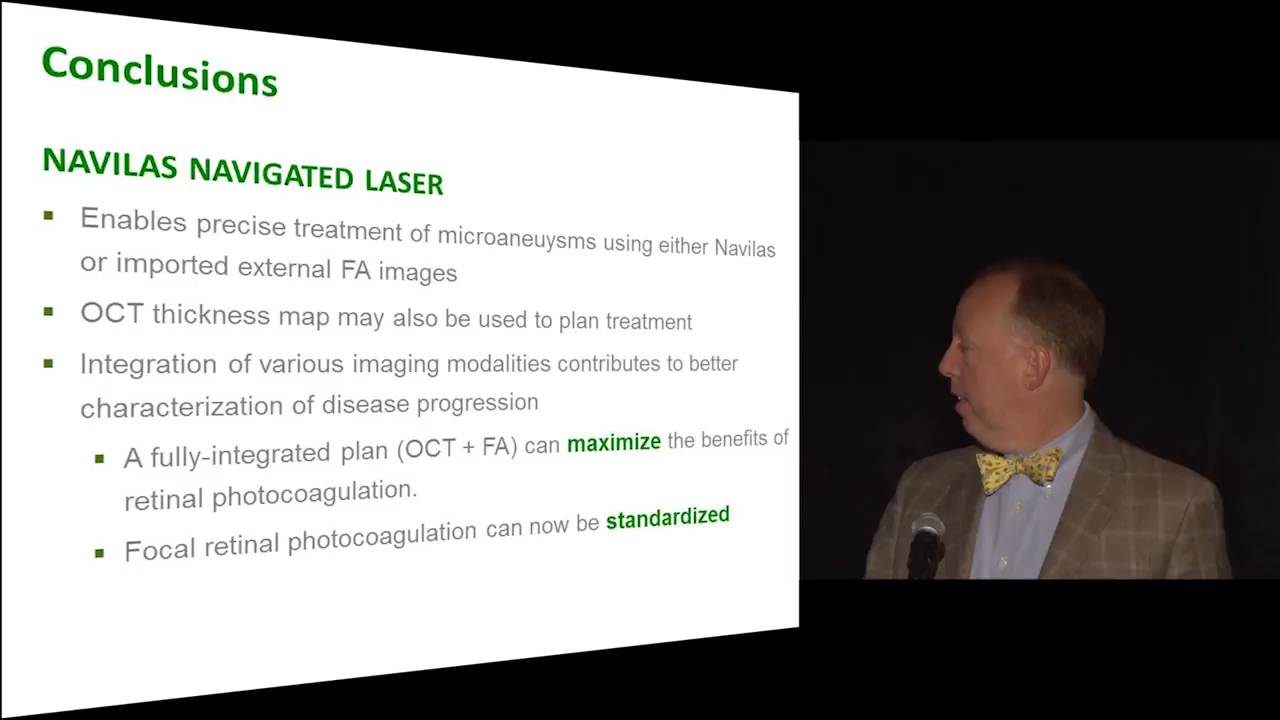 Conclusions
NAVILAS NAVIGATED LASER
Enables precise treatment of microaneuysms using either Navilas
or imported external FA images
OCT thickness map may also be used to plan treatment
Integration of various imaging modalities contributes to better
characterization of disease progression
A fully-integrated plan (OCT + FA) can maximize the benefits of
retinal photocoagulation.
Focal retinal photocoagulation can now be standardized